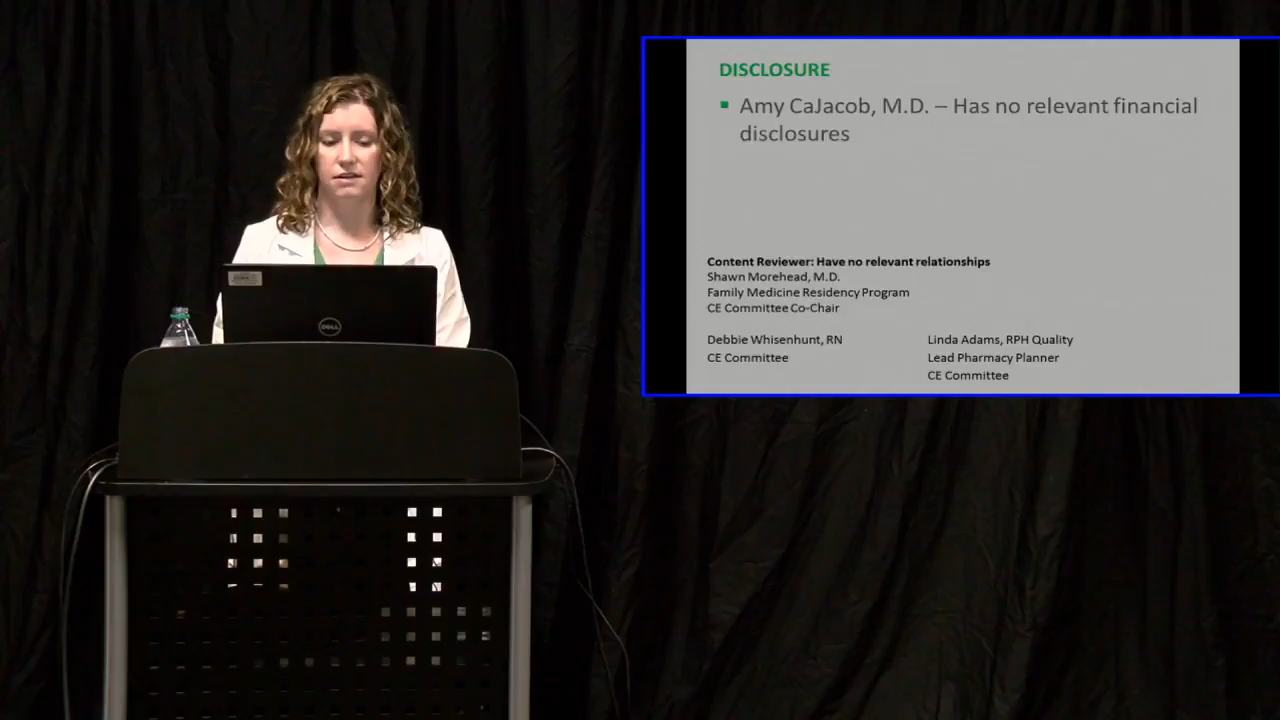 DISCLOSURE
▪ Amy CaJacob, M.D. – Has no relevant financial
disclosures
Content Reviewer: Have no relevant relationships
Shawn Morehead, M.D.
Family Medicine Residency Program
CE Committee Co-Chair
Debbie Whisenhunt, RN
CE Committee
Linda Adams, RPH Quality
Lead Pharmacy Planner
CE Committee
DELL